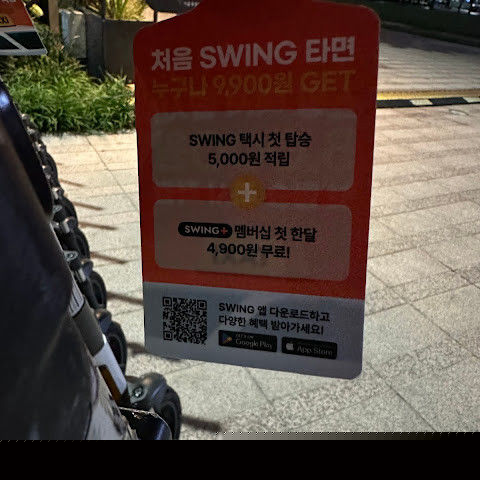 처음 SWING 타면
누구나 9,900원 GET
SWING 택시 첫 탑승
5,000원 적립
+
SWING+ 멤버십 첫 한달
4,900원 무료!
SWING 앱 다운로드하고
다양한 혜택 받아가세요!
GET IT ON
Google Play
App Store